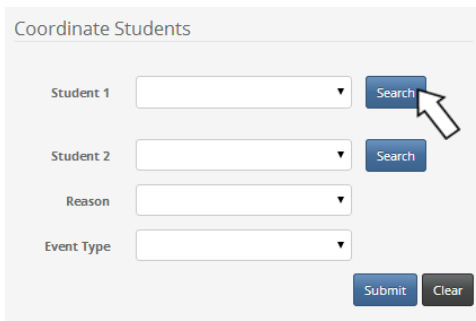 Coordinate Students
Student 1 Search
Student 2 Search
Reason
Event Type
Submit Clear